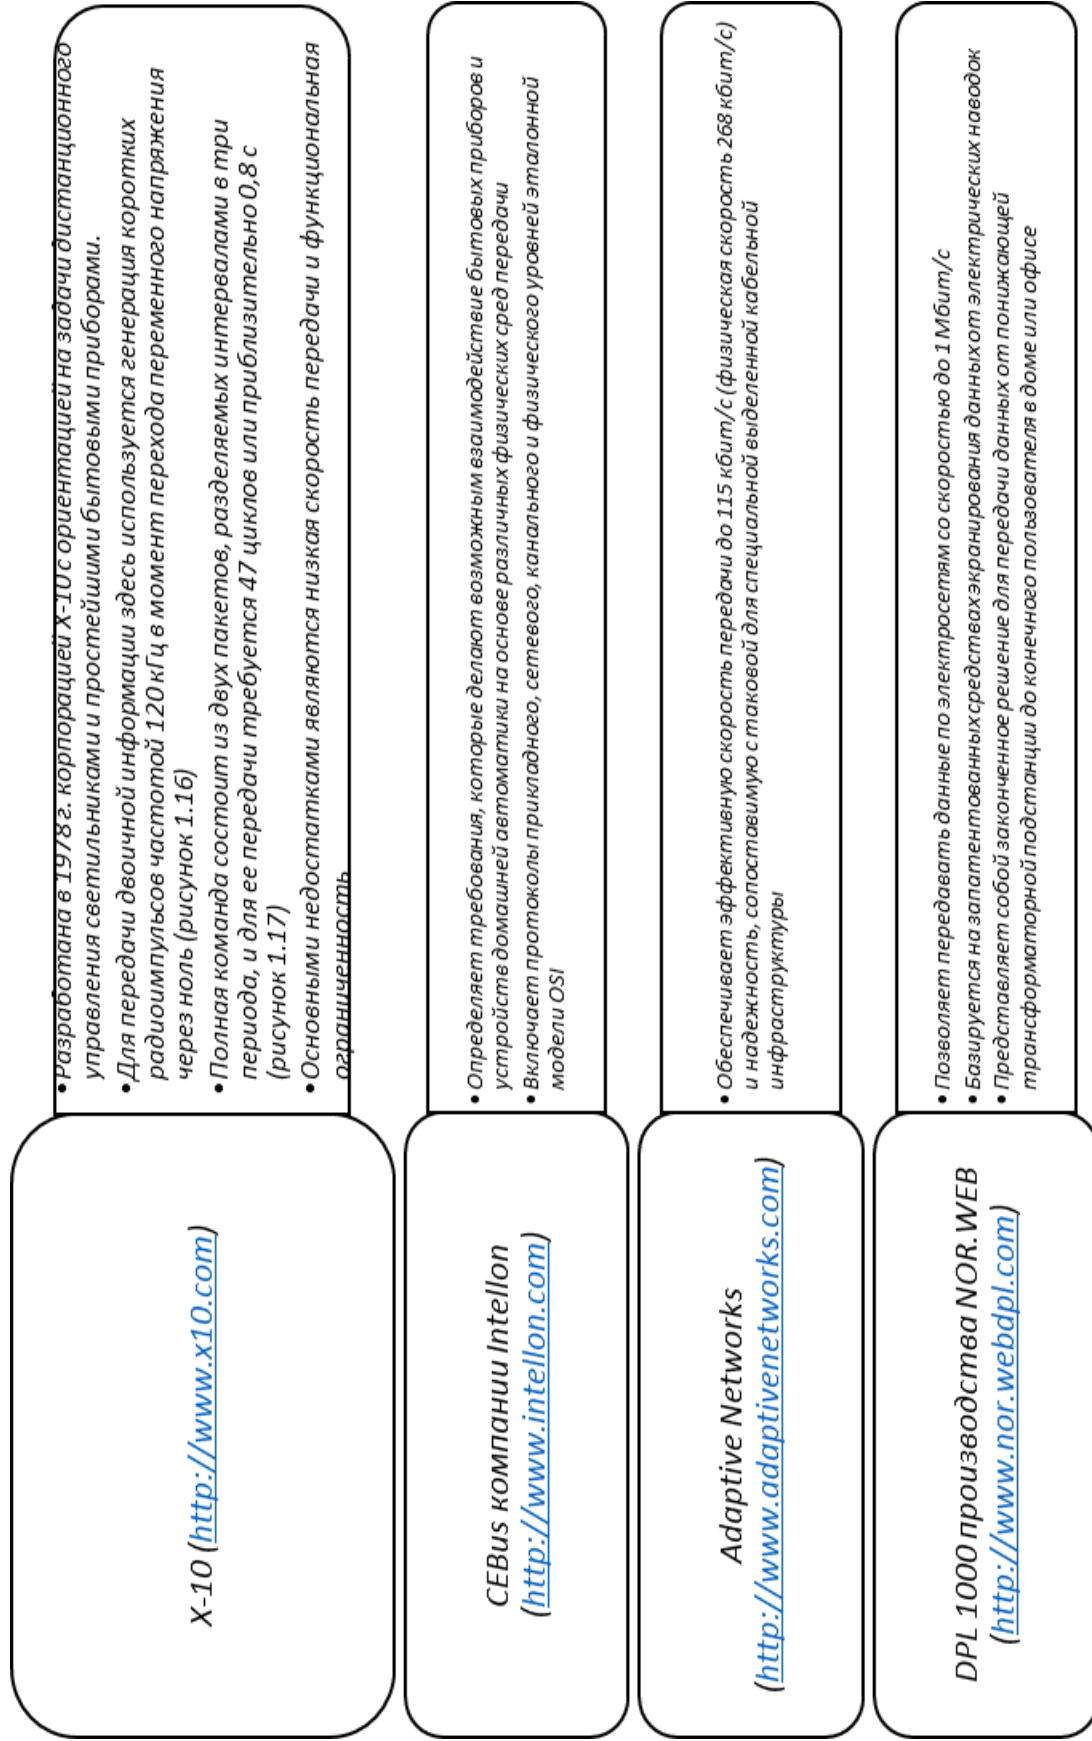 X-10 (http://www.x10.com)
•Разработана в 1978 г. корпорацией X-10 с ориентацией на задачи дистанционного
управления светильниками и простейшими бытовыми приборами.
•Для передачи двоичной информации здесь используется генерация коротких
радиоимпульсов частотой 120 кГц в момент перехода переменного напряжения
через ноль (рисунок 1.16)
•Полная команда состоит из двух пакетов, разделяемых интервалами в три
периода, и для ее передачи требуется 47 циклов или приблизительно 0,8 с
(рисунок 1.17)
•Основными недостатками являются низкая скорость передачи и функциональная
ограниченность
CEBus компании Intellon
(http://www.intellon.com)
•Определяет требования, которые делают возможным взаимодействие бытовых приборов и
устройств домашней автоматики на основе различных физических сред передачи
•Включает протоколы прикладного, сетевого, канального и физического уровней эталонной
модели OSI
Adaptive Networks
(http://www.adaptivenetworks.com)
•Обеспечивает эффективную скорость передачи до 115 кбит/с (физическая скорость 268 кбит/с)
и надежность, сопоставимую с таковой для специальной выделенной кабельной
инфраструктуры
DPL 1000 производства NOR.WEB
(http://www.nor.webdpl.com)
•Позволяет передавать данные по электросетям со скоростью до 1 Мбит/с
•Базируется на запатентованных средствах экранирования данных от электрических наводок
•Представляет собой законченное решение для передачи данных от понижающей
трансформаторной подстанции до конечного пользователя в доме или офисе